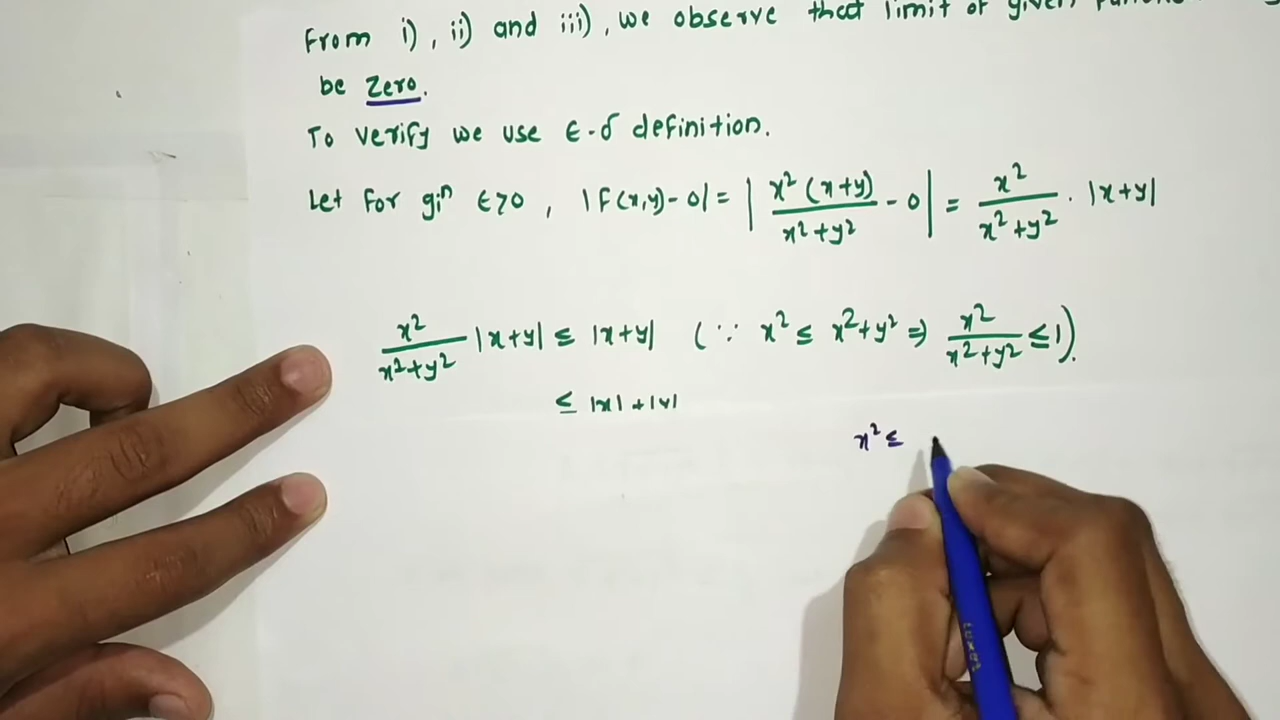 From i), ii) and iii), we observe that limit of given
be Zero.
To verify we use ϵ-δ definition.
Let for giⁿ ϵ>0, |F(x,y)-0| = | x²(x+y) / x²+y² - 0 | = x² / x²+y² · |x+y|
x² / x²+y² |x+y| ≤ |x+y| (∵ x² ≤ x²+y² ⇒ x² / x²+y² ≤ 1).
≤ |x| + |y|
x² ≤